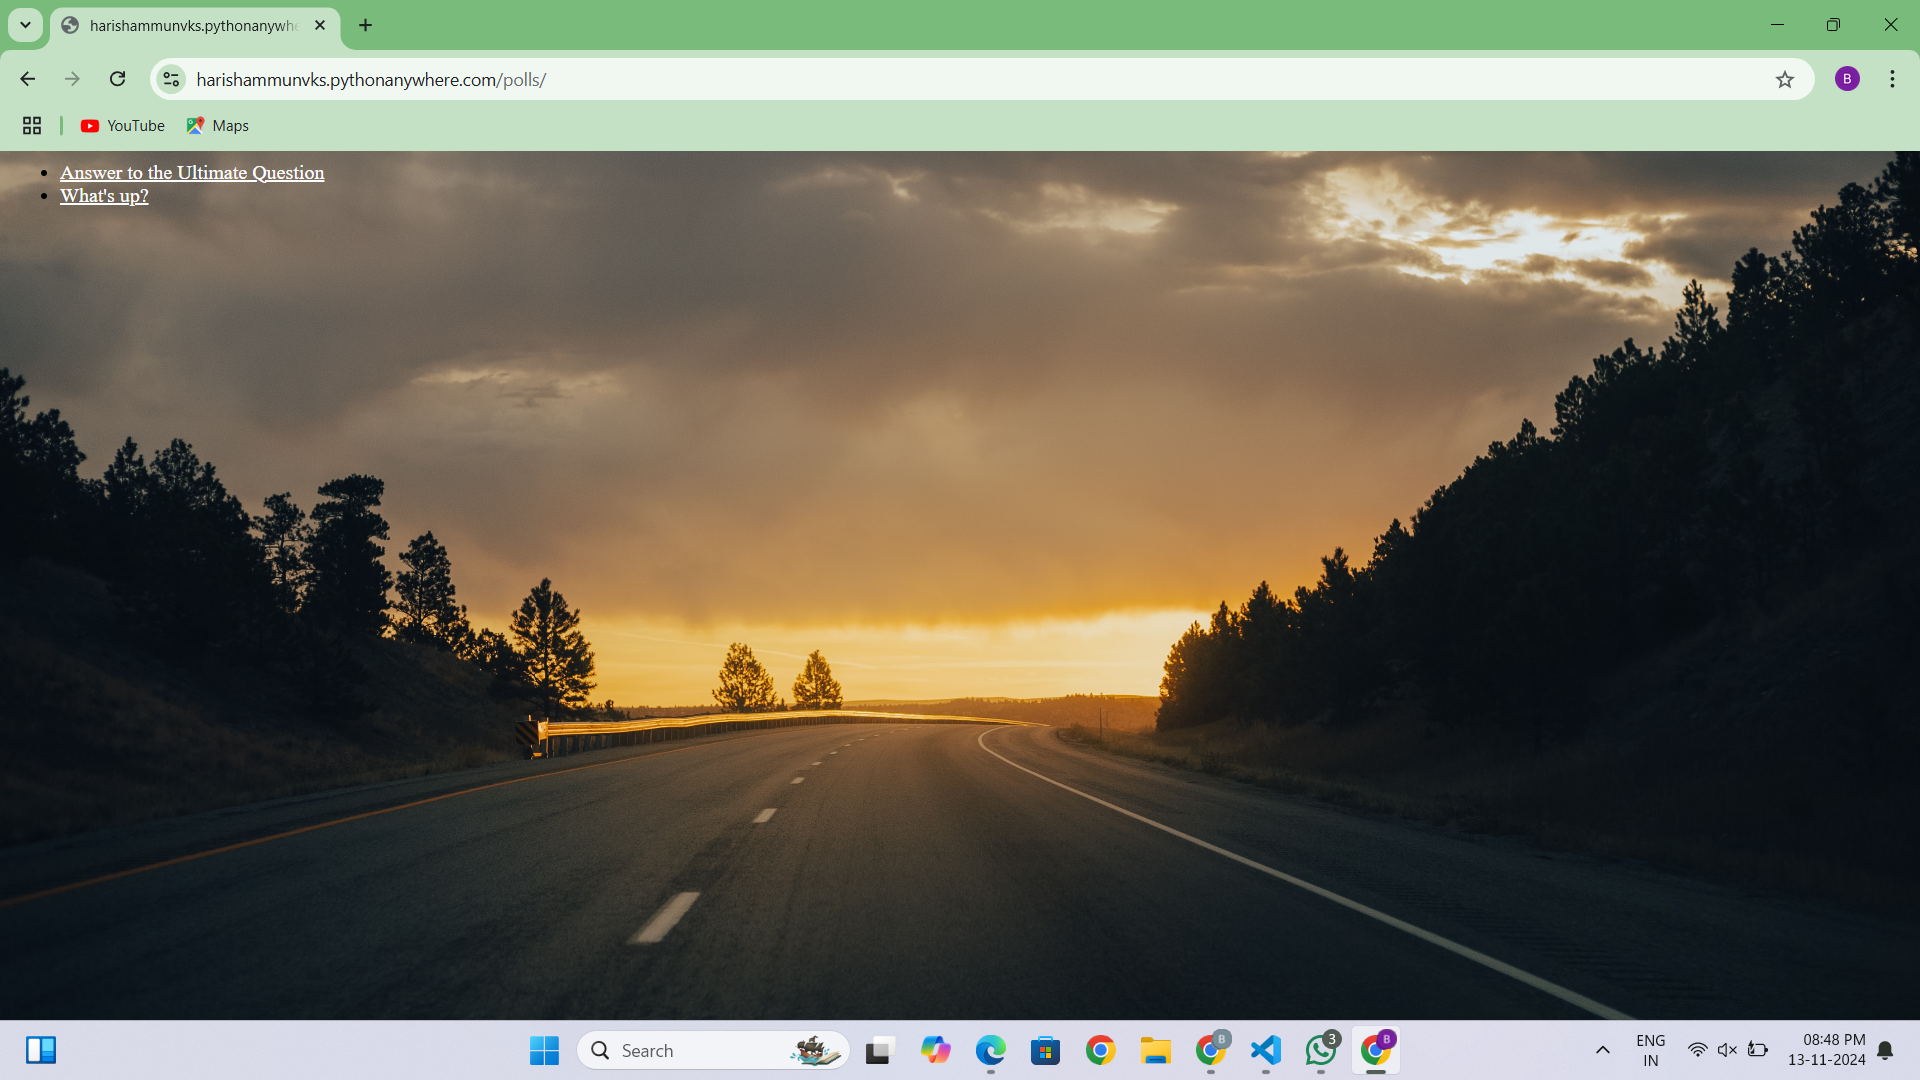 harishammunvks.pythonanywhe
harishammunvks.pythonanywhere.com/polls/
B
YouTube
Maps
Answer to the Ultimate Question
What's up?
Search
B
3
B
ENG
IN
08:48 PM
13-11-2024